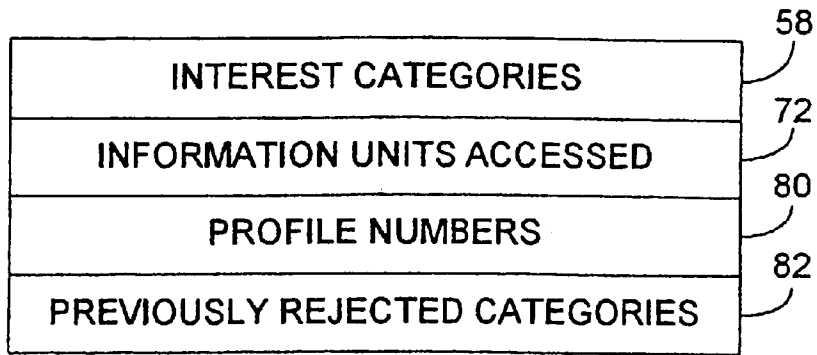 58
INTEREST CATEGORIES
72
INFORMATION UNITS ACCESSED
80
PROFILE NUMBERS
82
PREVIOUSLY REJECTED CATEGORIES